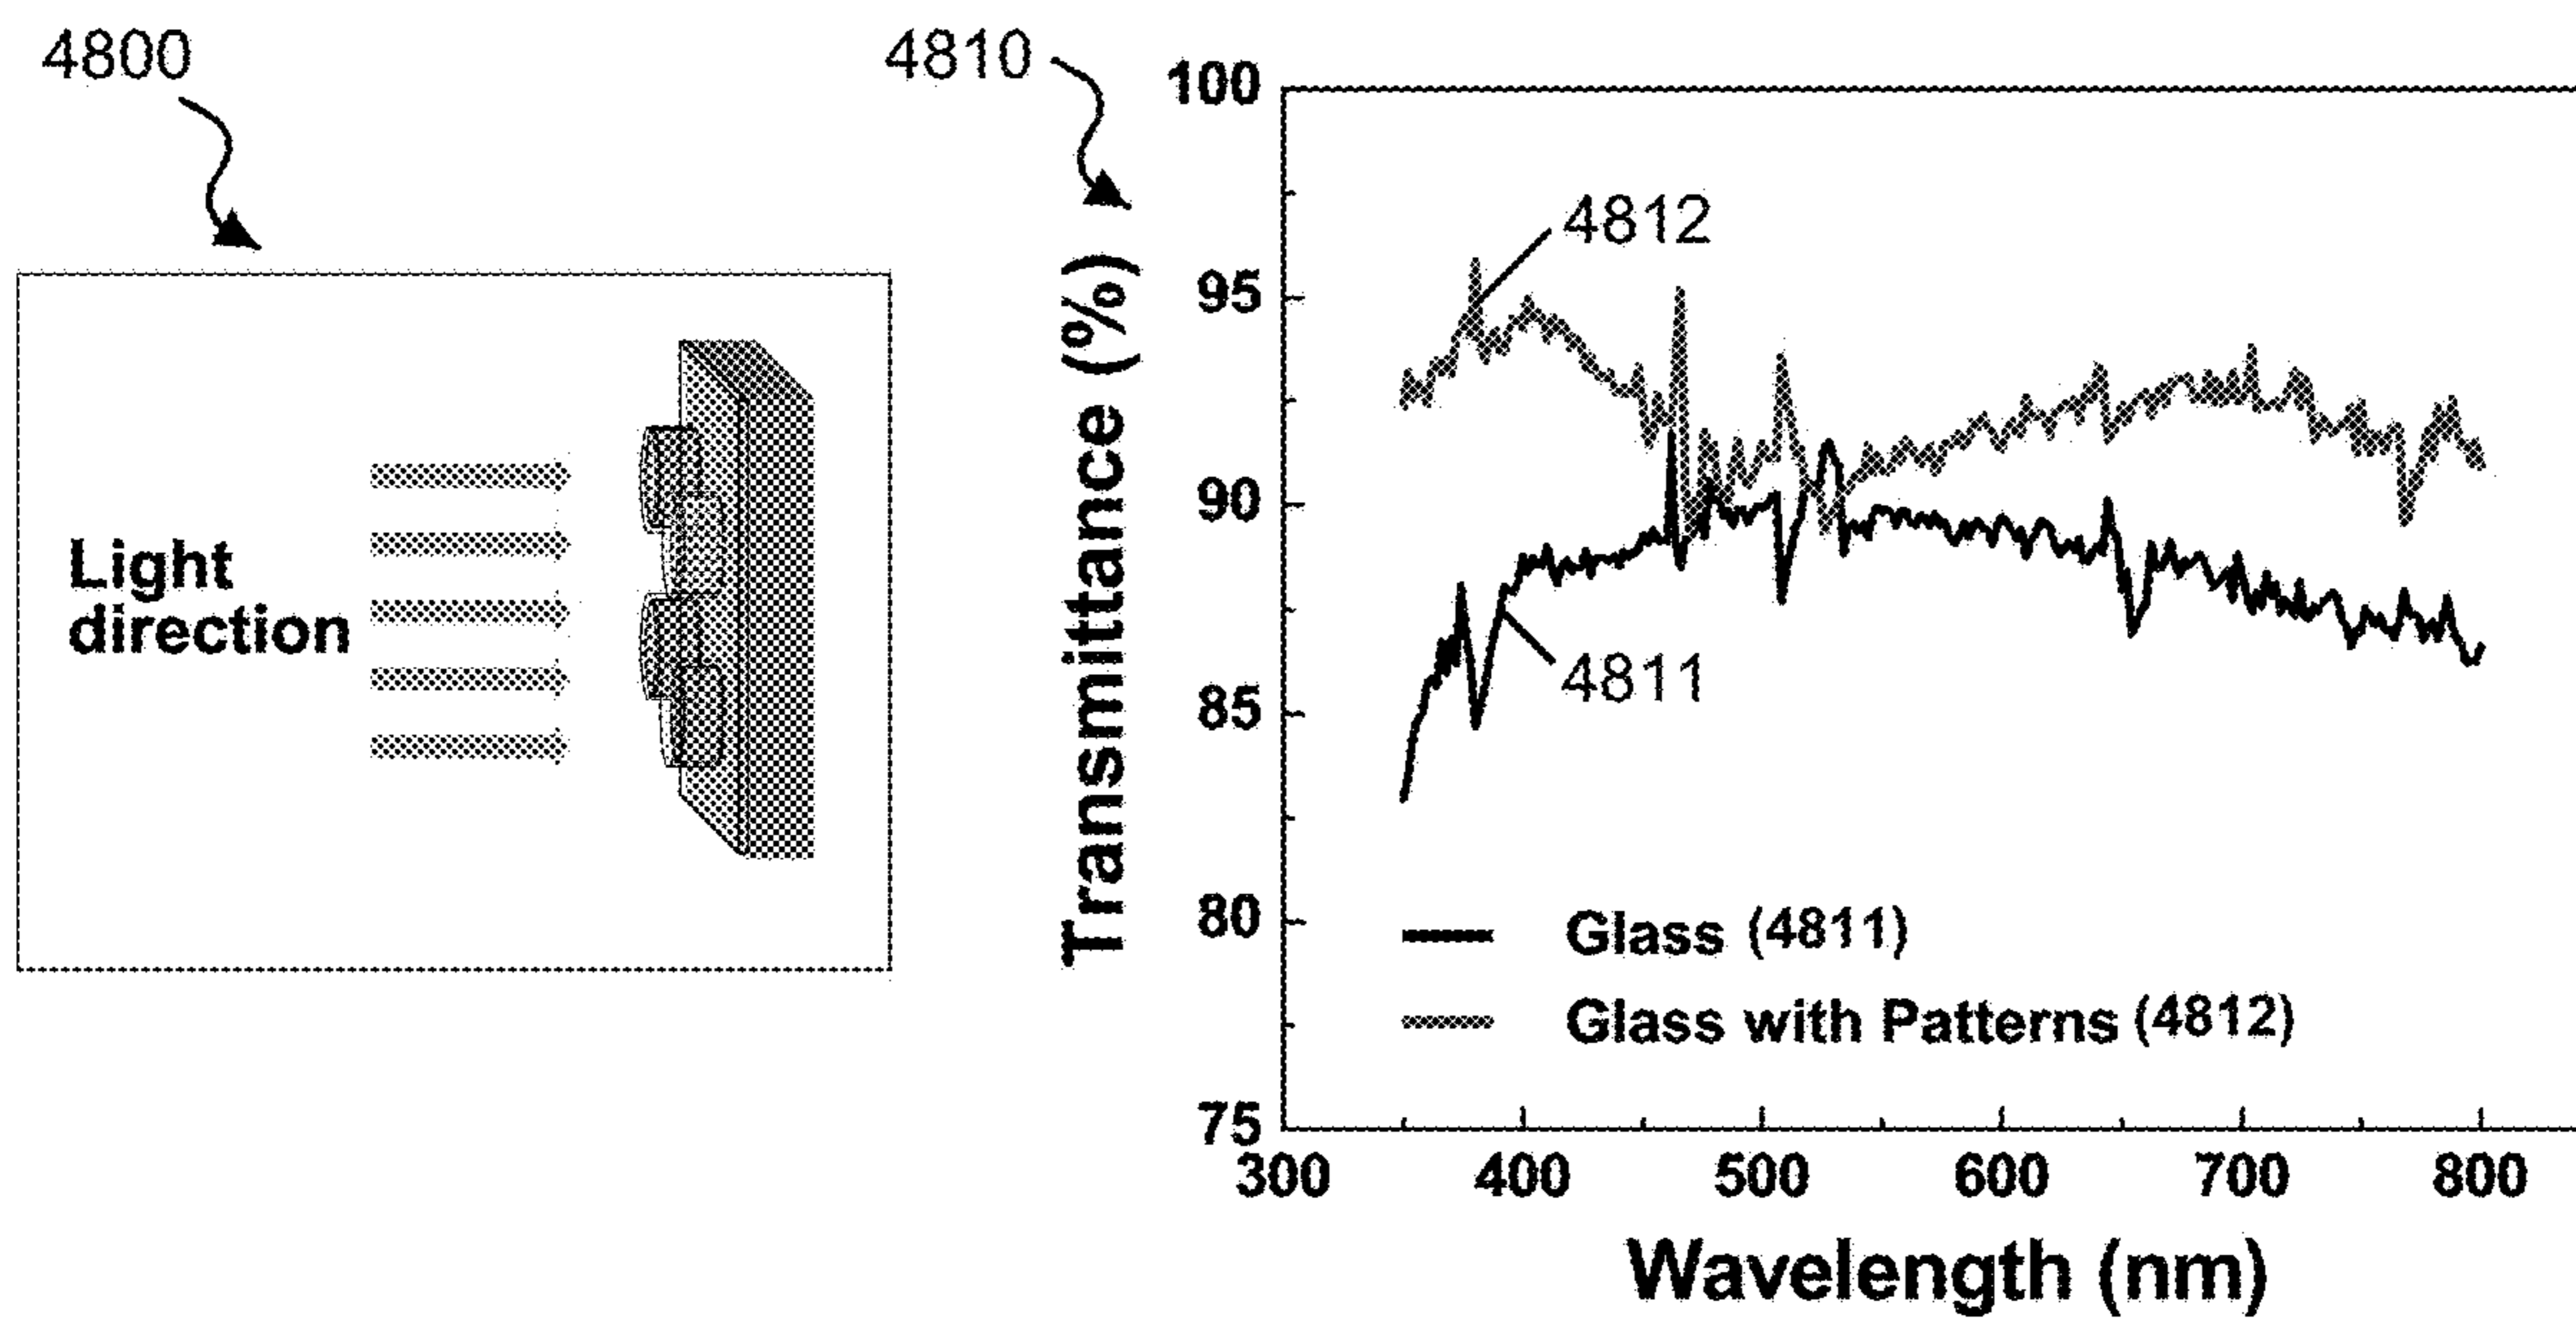 4800
4810
Light
direction
Transmittance (%)
100
95
90
85
80
75
4812
4811
Glass (4811)
Glass with Patterns (4812)
300 400 500 600 700 800
Wavelength (nm)